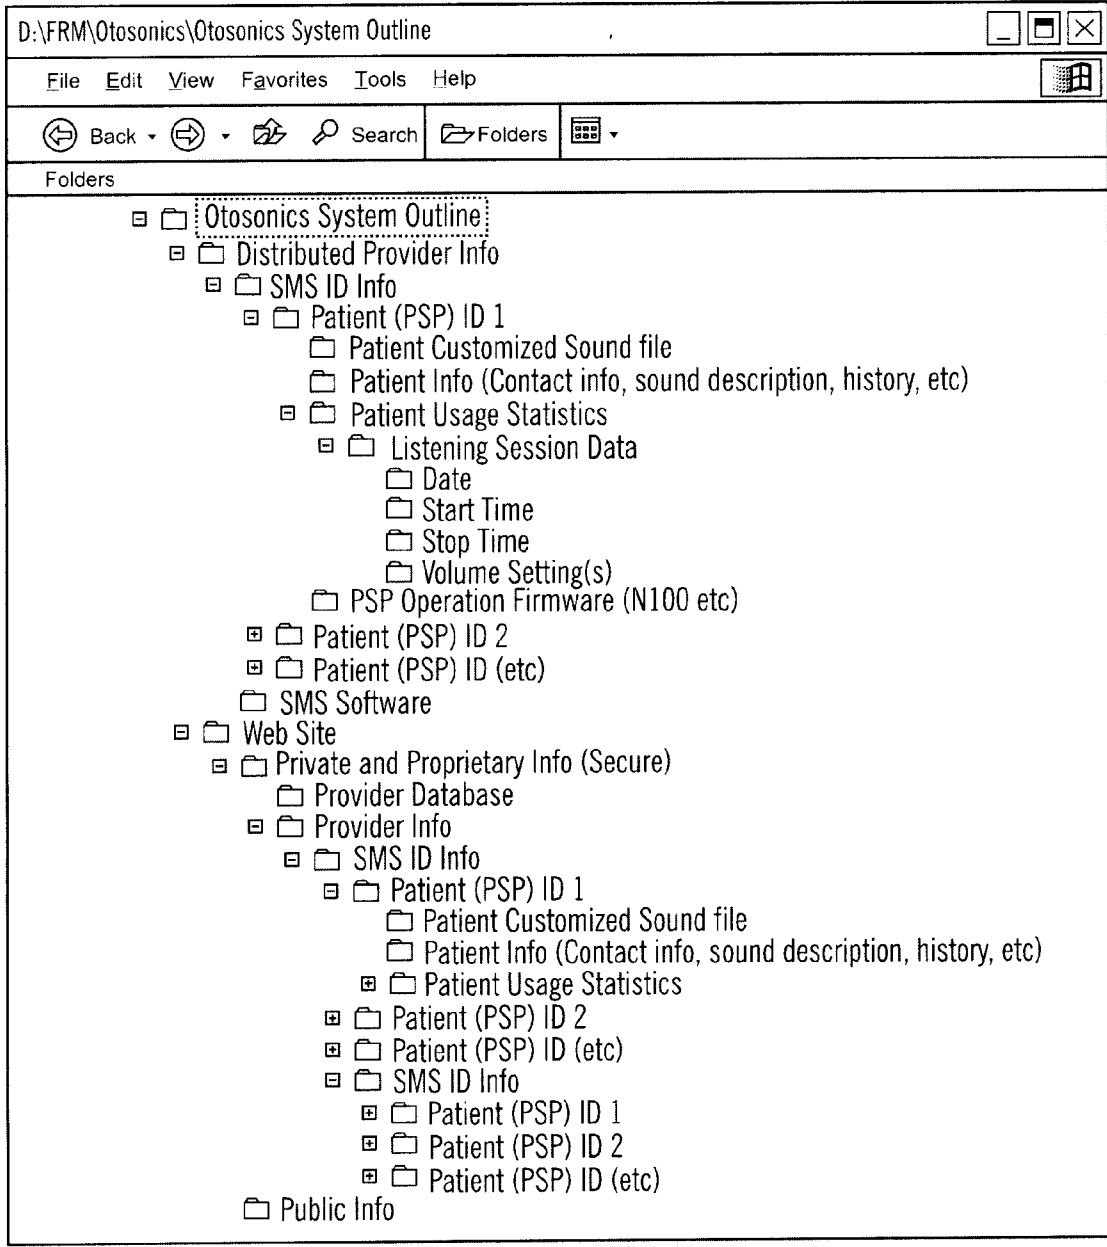 D:\FRM\Otosonics\Otosonics System Outline
File Edit View Favorites Tools Help
Back Search Folders
Folders
Otosonics System Outline
Distributed Provider Info
SMS ID Info
Patient (PSP) ID 1
Patient Customized Sound file
Patient Info (Contact info, sound description, history, etc)
Patient Usage Statistics
Listening Session Data
Date
Start Time
Stop Time
Volume Setting(s)
PSP Operation Firmware (N100 etc)
Patient (PSP) ID 2
Patient (PSP) ID (etc)
SMS Software
Web Site
Private and Proprietary Info (Secure)
Provider Database
Provider Info
SMS ID Info
Patient (PSP) ID 1
Patient Customized Sound file
Patient Info (Contact info, sound description, history, etc)
Patient Usage Statistics
Patient (PSP) ID 2
Patient (PSP) ID (etc)
SMS ID Info
Patient (PSP) ID 1
Patient (PSP) ID 2
Patient (PSP) ID (etc)
Public Info